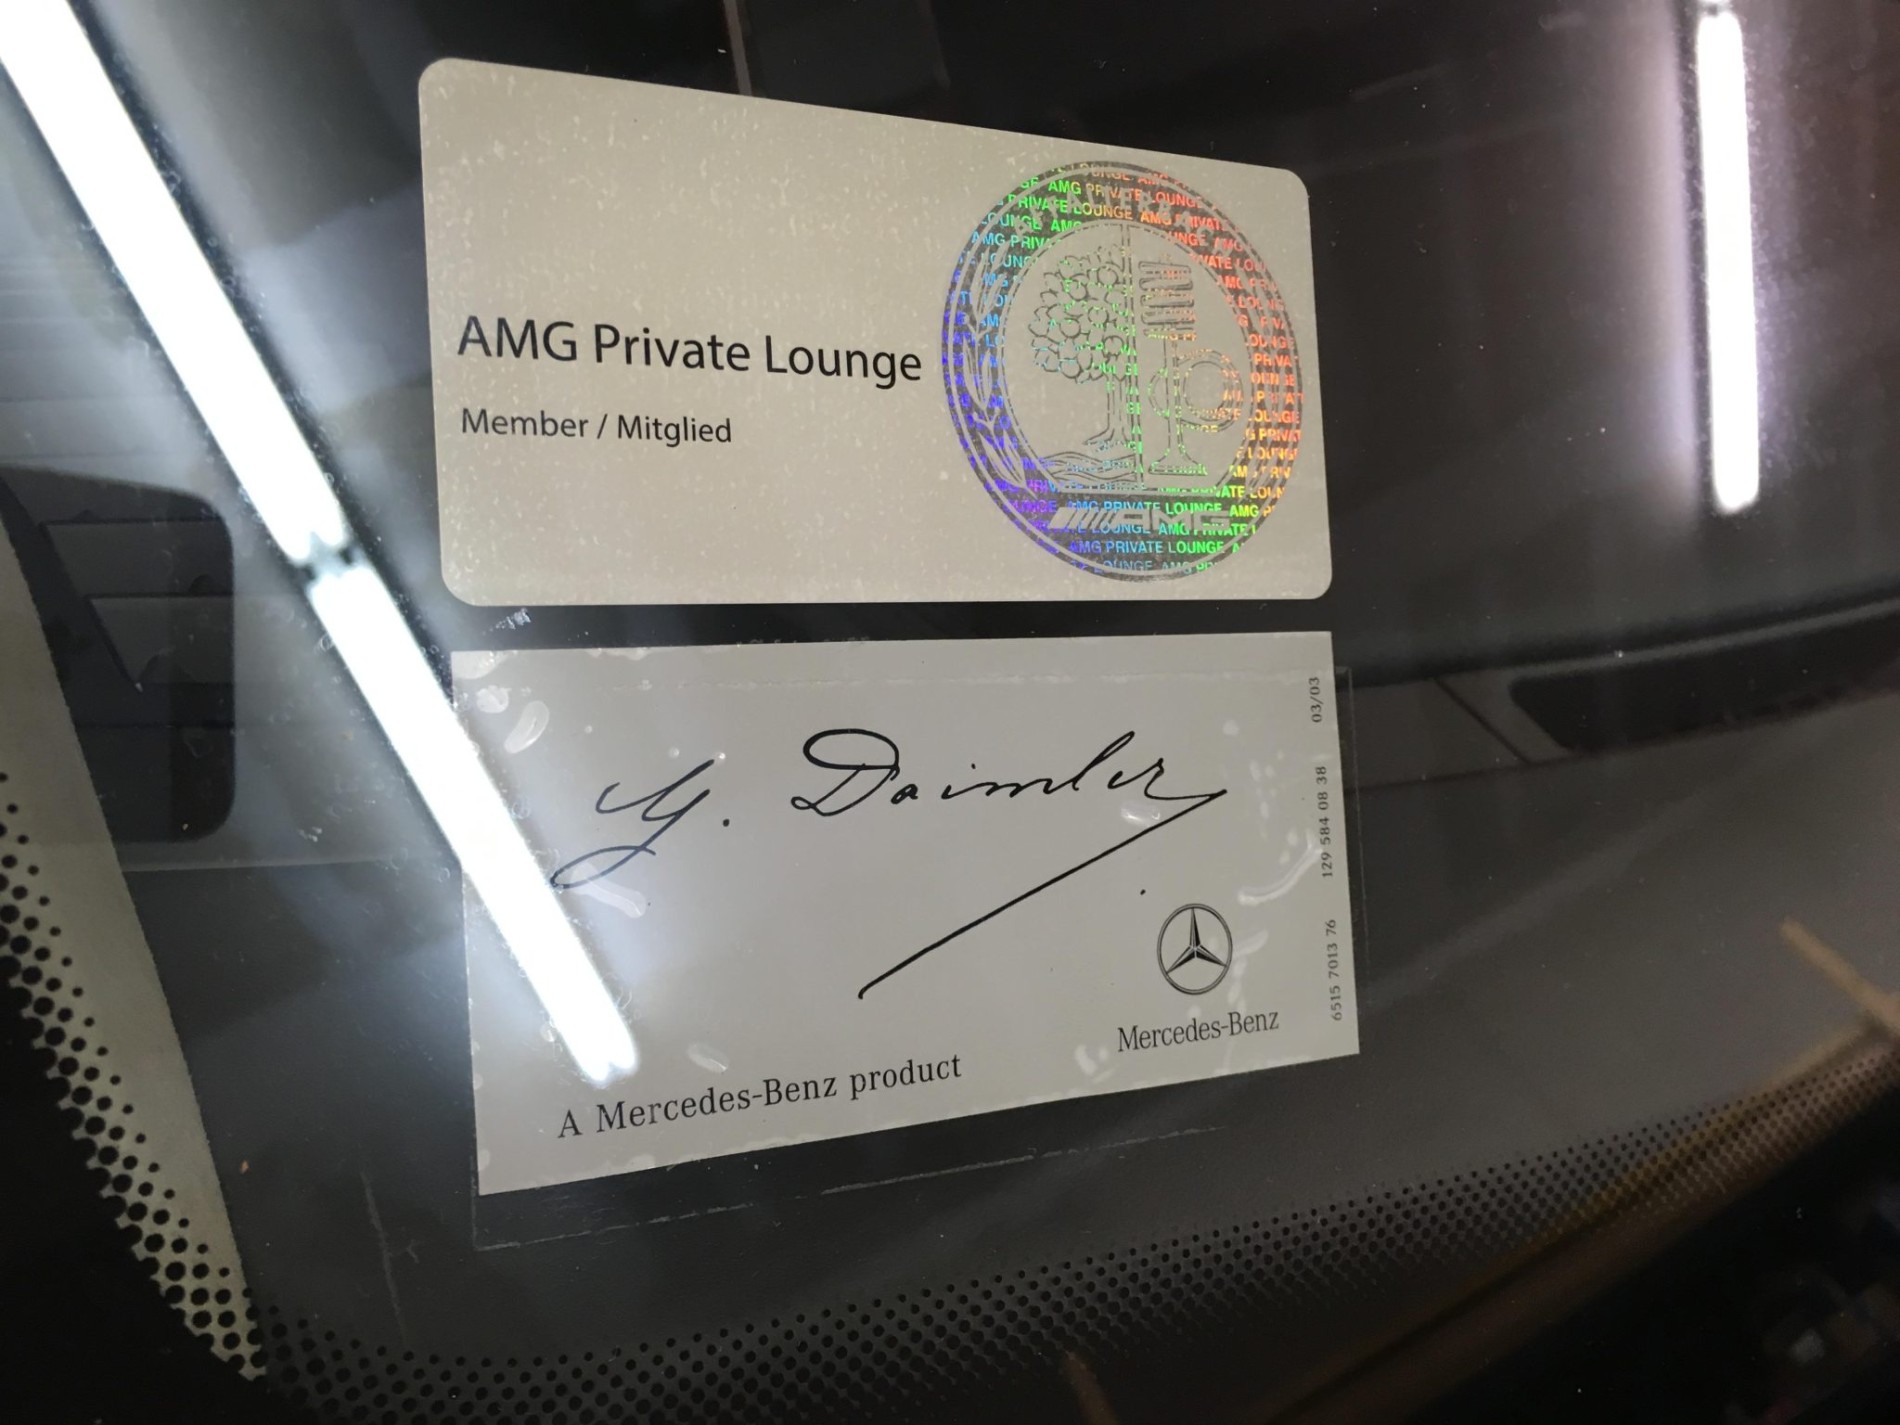 AMG Private Lounge
Member / Mitglied
AMG PRIVATE LOUNGE
AMG
G. Daimler
A Mercedes-Benz product
Mercedes-Benz
6515 7013 76 129 584 08 38 03/03